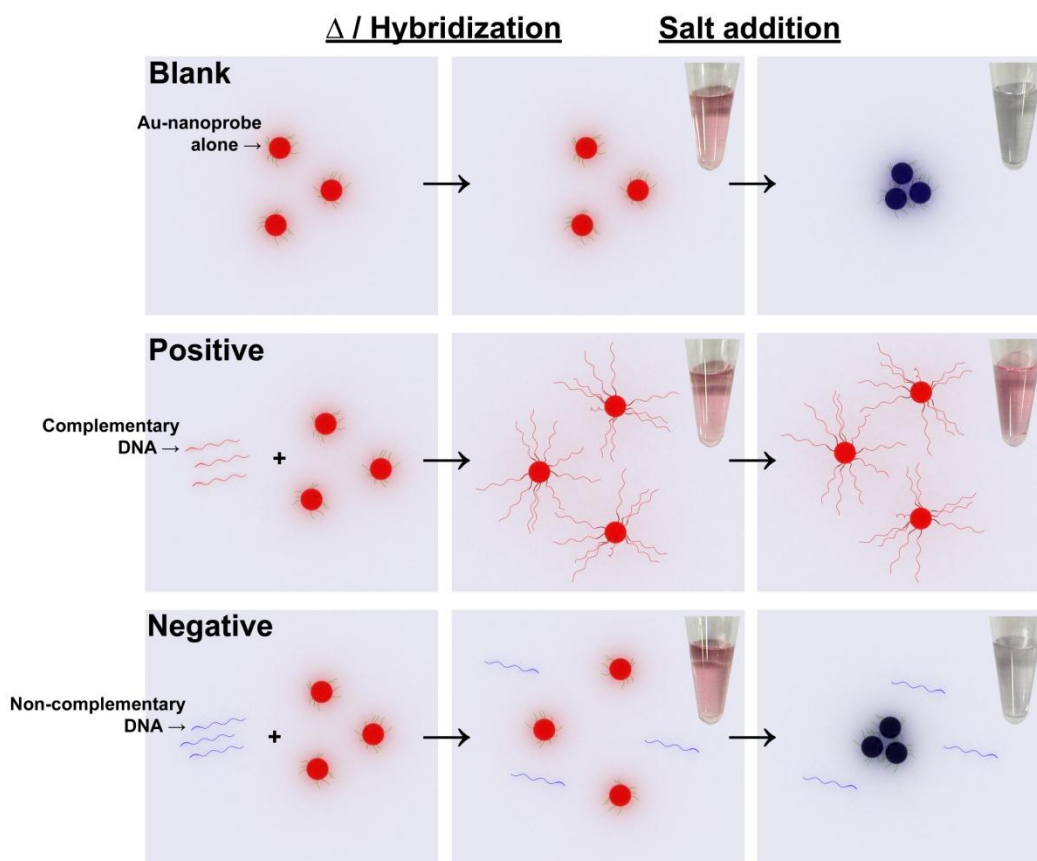 Δ / Hybridization
Salt addition
Blank
Au-nanoprobe
alone →
Positive
Complementary
DNA →
+
Negative
Non-complementary
DNA →
+